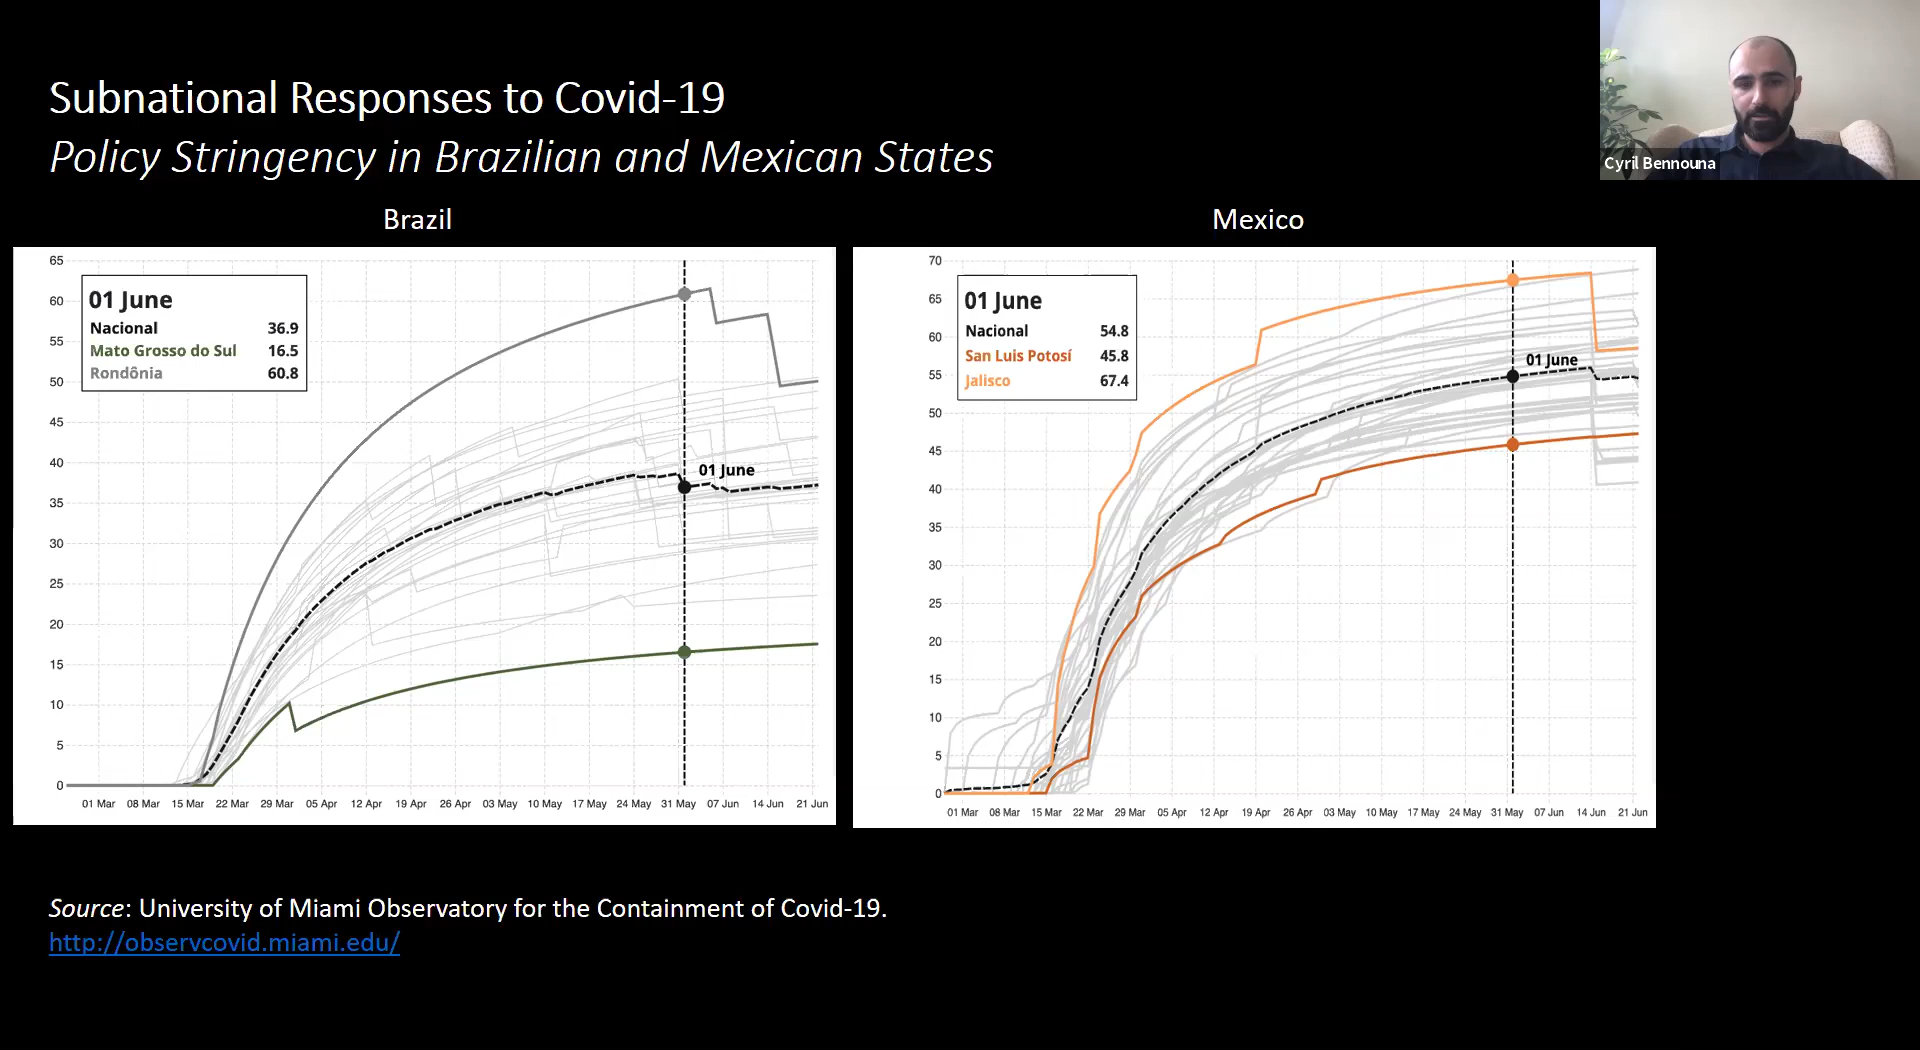 Subnational Responses to Covid-19
Policy Stringency in Brazilian and Mexican States
Cyril Bennouna
Brazil
65
60
55
50
45
40
35
30
25
20
15
10
5
0
01 June
Nacional 36.9
Mato Grosso do Sul 16.5
Rondônia 60.8
01 June
01 Mar 08 Mar 15 Mar 22 Mar 29 Mar 05 Apr 12 Apr 19 Apr 26 Apr 03 May 10 May 17 May 24 May 31 May 07 Jun 14 Jun 21 Jun
Mexico
70
65
60
55
50
45
40
35
30
25
20
15
10
5
0
01 June
Nacional 54.8
San Luis Potosí 45.8
Jalisco 67.4
01 June
01 Mar 08 Mar 15 Mar 22 Mar 29 Mar 05 Apr 12 Apr 19 Apr 26 Apr 03 May 10 May 17 May 24 May 31 May 07 Jun 14 Jun 21 Jun
Source: University of Miami Observatory for the Containment of Covid-19.
http://observcovid.miami.edu/